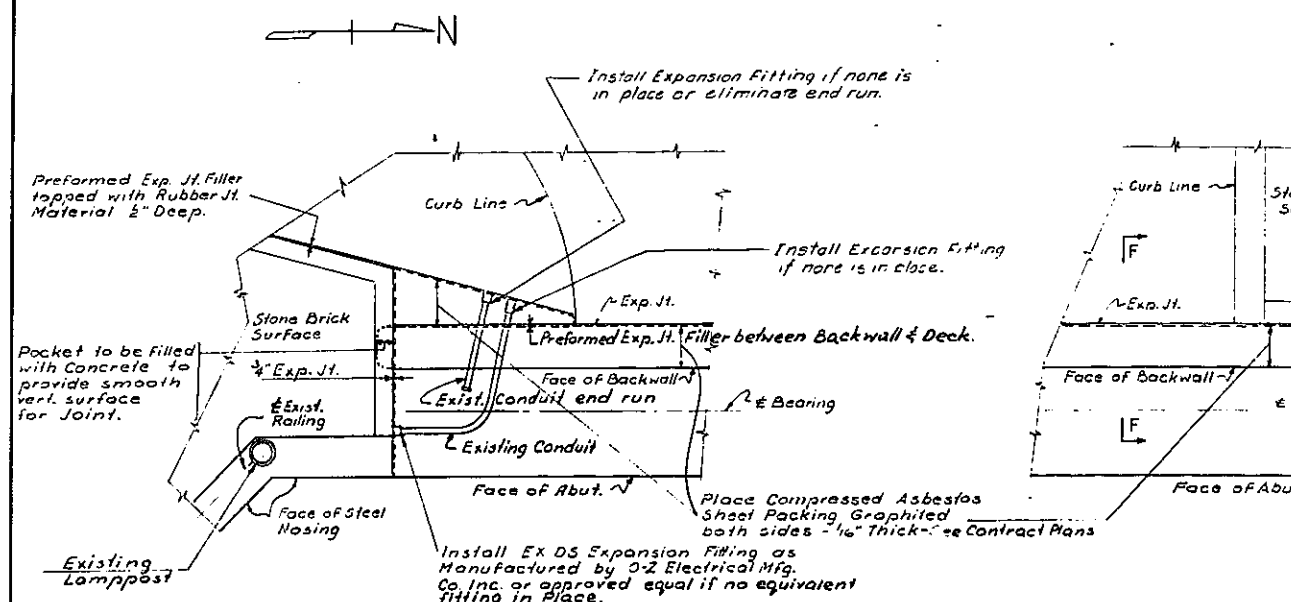 N
Install Expansion Fitting if none is
in place or eliminate end run.
Preformed Exp. Jt. Filler
topped with Rubber Jt.
Material ½" Deep.
Curb Line
Install Expansion Fitting
if none is in place.
Exp. Jt.
Stone Brick
Surface
Preformed Exp. Jt. Filler between Backwall & Deck.
Pocket to be Filled
with Concrete to
provide smooth
vert. surface
for Joint.
¾" Exp. Jt.
Face of Backwall
Exist. Conduit end run
℄ Bearing
℄ Exist.
Railing
Existing Conduit
Face of Abut.
Face of Steel
Nosing
Place Compressed Asbestos
Sheet Packing Graphited
both sides - 1/16" Thick-See Contract Plans
Existing
Lamppost
Install EX DS Expansion Fitting as
Manufactured by O-Z Electrical Mfg.
Co. Inc. or approved equal if no equivalent
fitting in Place.
Curb Line
F
Exp. Jt.
Face of Backwall
℄
F
Face of Abu